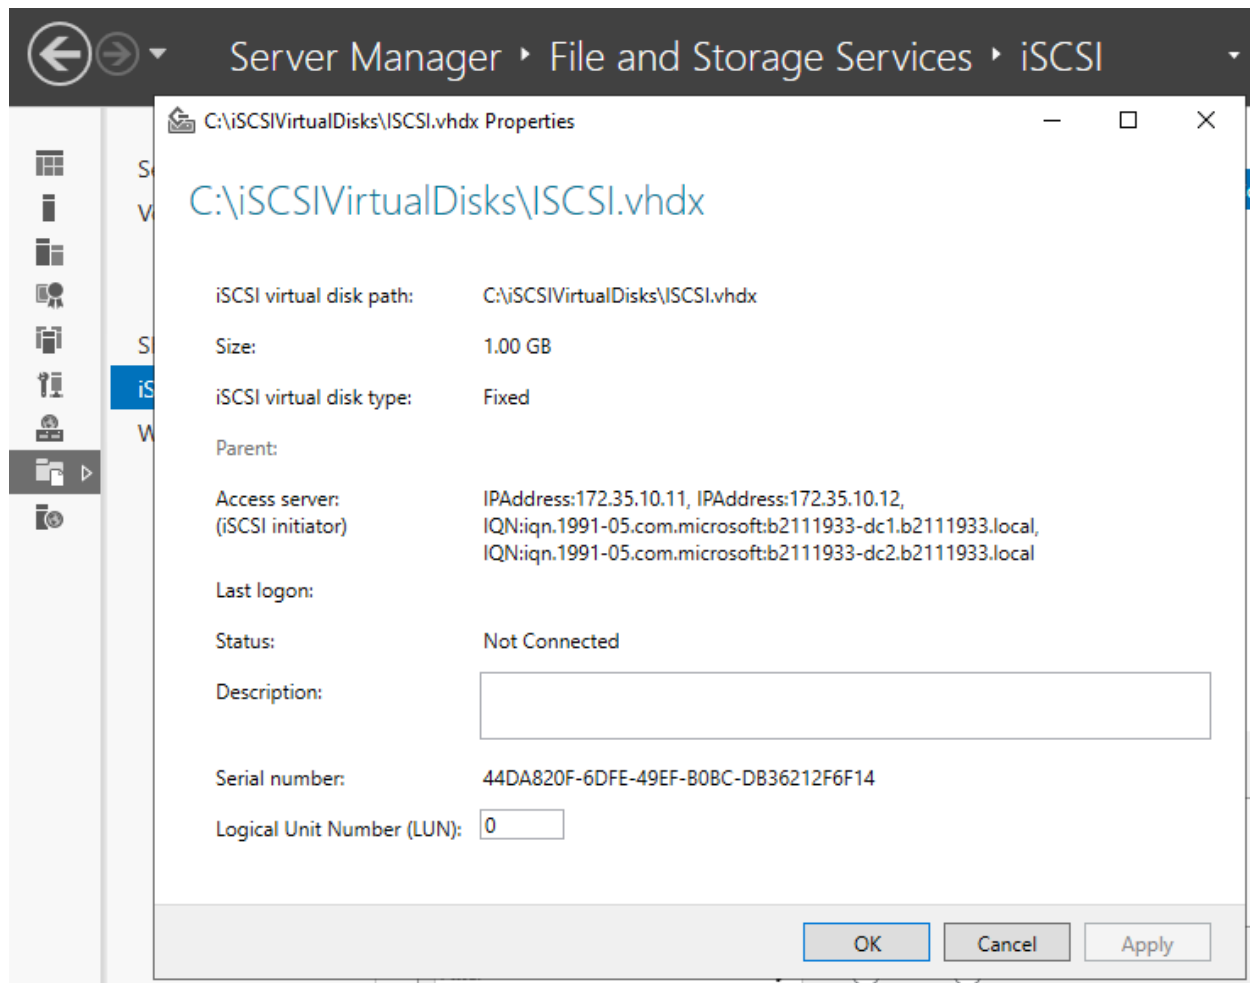 Server Manager ‣ File and Storage Services ‣ iSCSI
C:\iSCSIVirtualDisks\ISCSI.vhdx Properties
C:\iSCSIVirtualDisks\ISCSI.vhdx
iSCSI virtual disk path: C:\iSCSIVirtualDisks\ISCSI.vhdx
Size: 1.00 GB
iSCSI virtual disk type: Fixed
Parent:
Access server: IPAddress:172.35.10.11, IPAddress:172.35.10.12,
(iSCSI initiator) IQN:iqn.1991-05.com.microsoft:b2111933-dc1.b2111933.local,
IQN:iqn.1991-05.com.microsoft:b2111933-dc2.b2111933.local
Last logon:
Status: Not Connected
Description:
Serial number: 44DA820F-6DFE-49EF-B0BC-DB36212F6F14
Logical Unit Number (LUN): 0
OK Cancel Apply